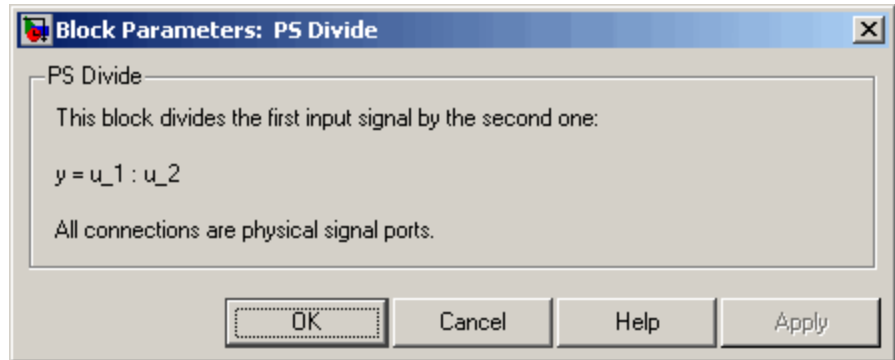 Block Parameters: PS Divide
PS Divide
This block divides the first input signal by the second one:
y = u_1 : u_2
All connections are physical signal ports.
OK Cancel Help Apply